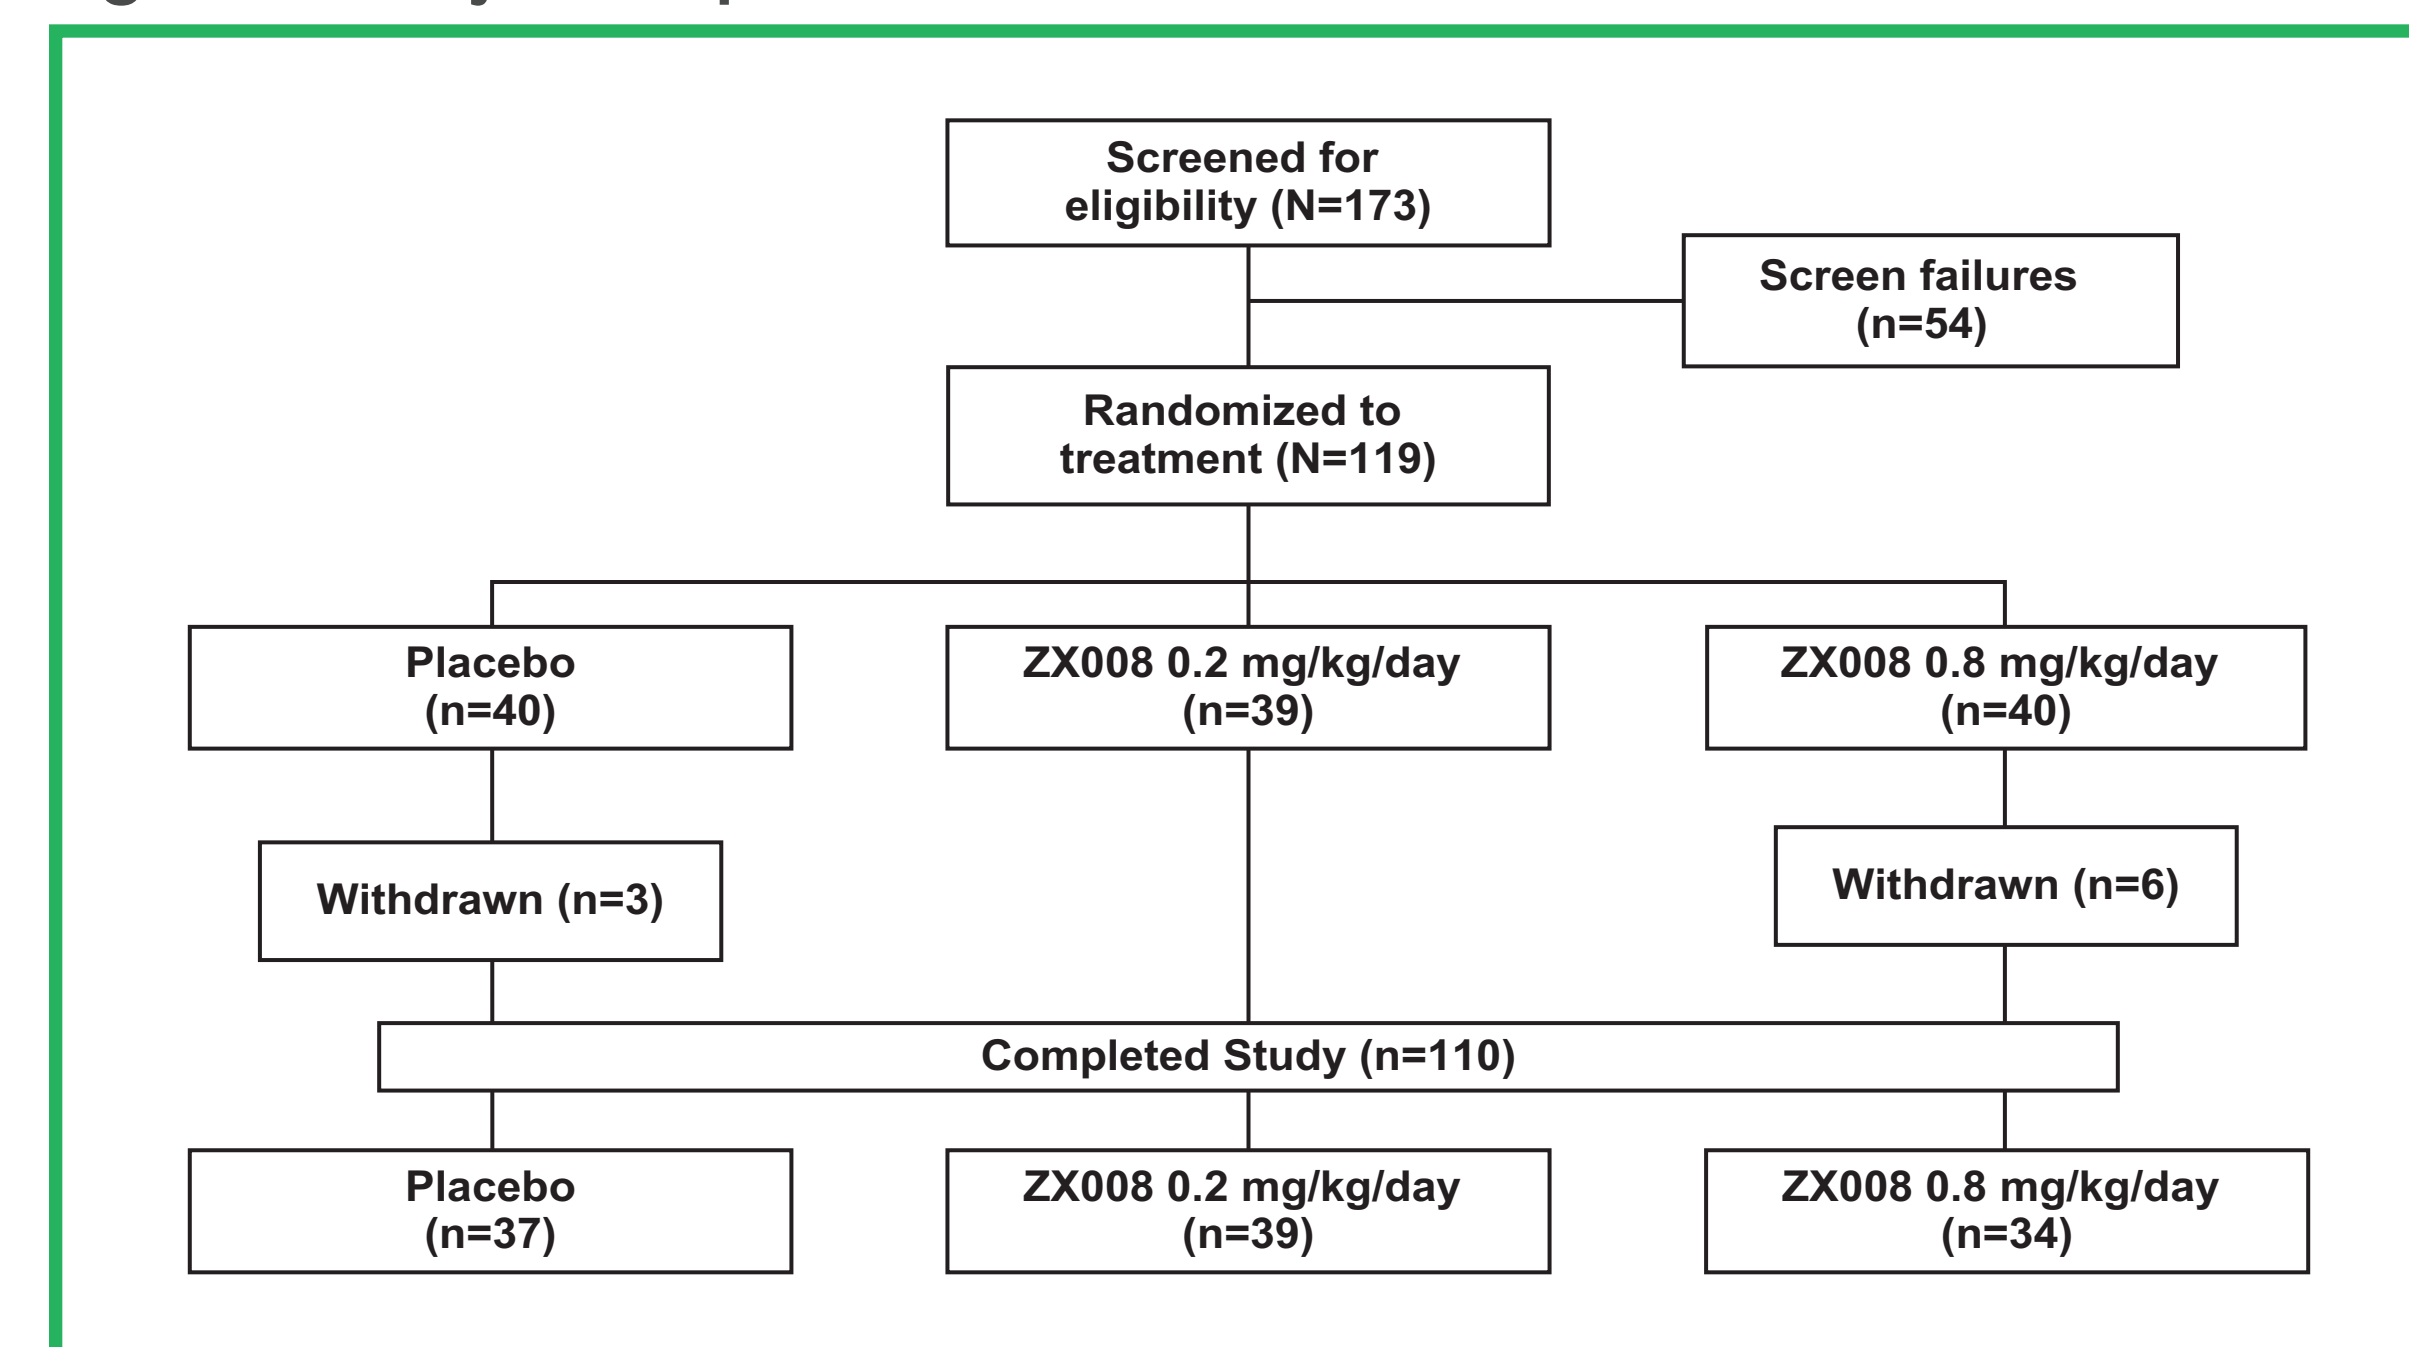 Screened for
eligibility (N=173)
Screen failures
(n=54)
Randomized to
treatment (N=119)
Placebo
(n=40)
ZX008 0.2 mg/kg/day
(n=39)
ZX008 0.8 mg/kg/day
(n=40)
Withdrawn (n=3)
Withdrawn (n=6)
Completed Study (n=110)
Placebo
(n=37)
ZX008 0.2 mg/kg/day
(n=39)
ZX008 0.8 mg/kg/day
(n=34)